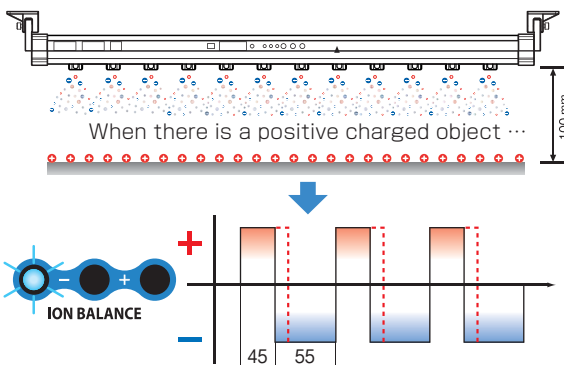 When there is a positive charged object …
100 mm
+
− +
ION BALANCE
−
45 55